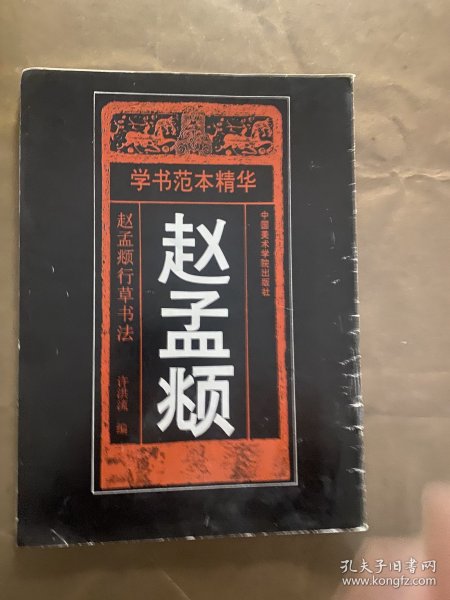 学书范本精华
赵孟頫
赵孟頫行草书法
许洪流 编
中国美术学院出版社
孔夫子旧书网
www.kongfz.com